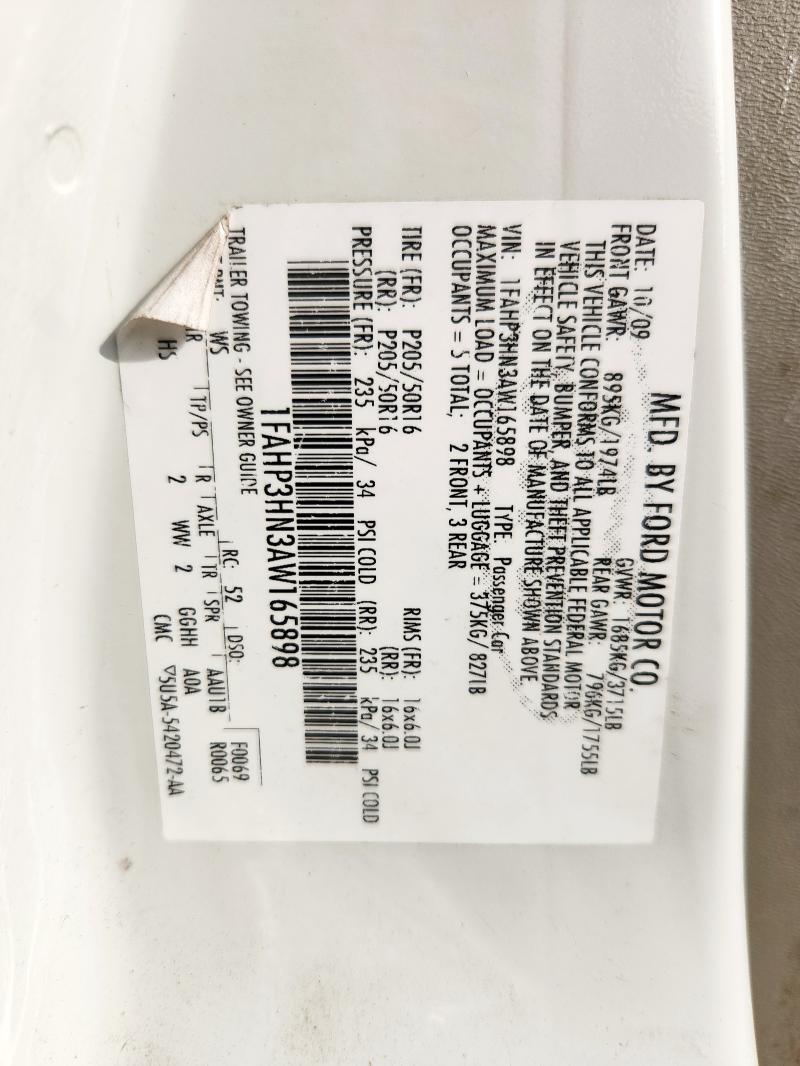 MFD. BY FORD MOTOR CO.
DATE: 10/09 GVWR: 1685KG/3715LB
FRONT GAWR: 895KG/1974LB REAR GAWR: 796KG/1755LB
THIS VEHICLE CONFORMS TO ALL APPLICABLE FEDERAL MOTOR
VEHICLE SAFETY, BUMPER, AND THEFT PREVENTION STANDARDS
IN EFFECT ON THE DATE OF MANUFACTURE SHOWN ABOVE.
VIN: 1FAHP3HN3AW165898 TYPE: Passenger Car
MAXIMUM LOAD = OCCUPANTS + LUGGAGE = 375KG/ 827LB
OCCUPANTS = 5 TOTAL; 2 FRONT, 3 REAR
TIRE (FR): P205/50R16 RIMS (FR): 16x6.0J
(RR): P205/50R16 (RR): 16x6.0J
PRESSURE (FR): 235 kPa/ 34 PSI COLD (RR): 235 kPa/ 34 PSI COLD
1FAHP3HN3AW165898
TRAILER TOWING - SEE OWNER GUIDE
F0069
R0065
RC: 52 DSO:
WS AAU1B
TP/PS R AXLE TR SPR
HS 2 WW 2 GGHH A0A
CMC ▽5U5A-5420472-AA